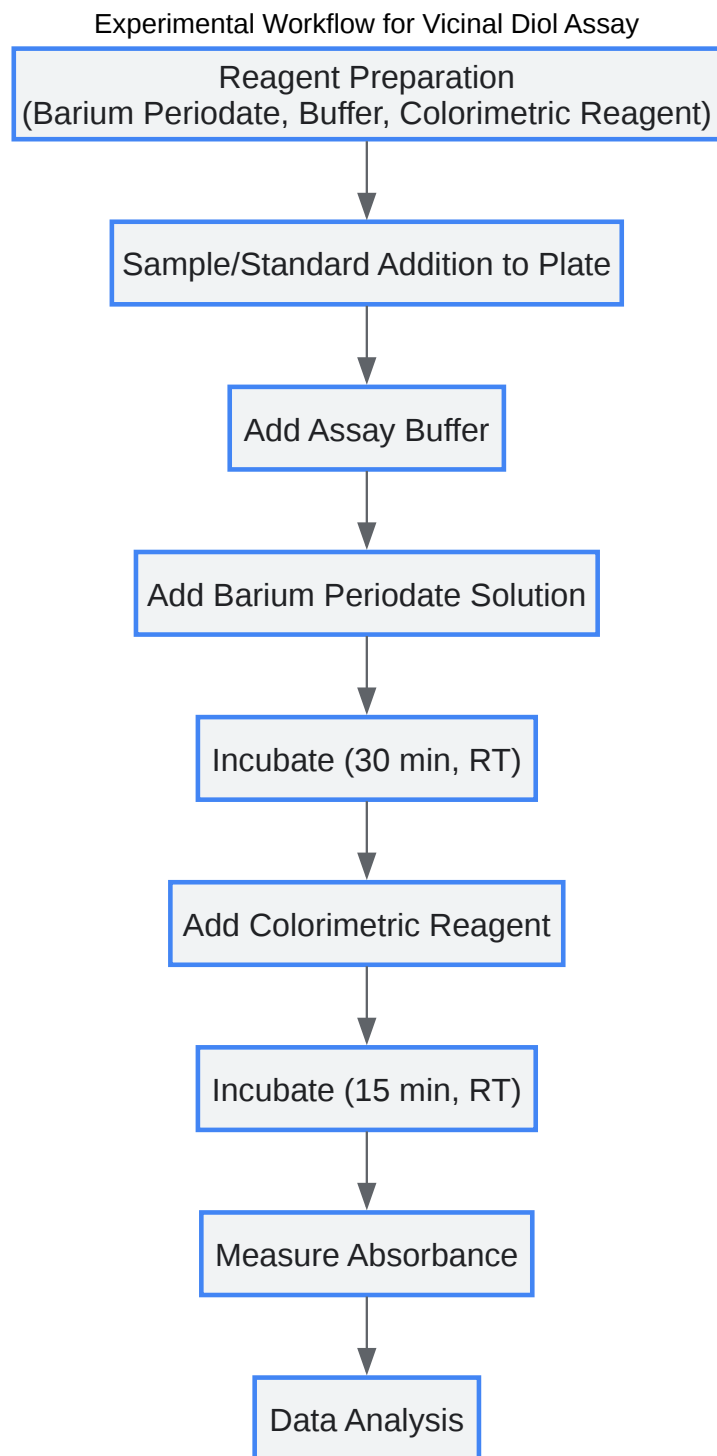 Experimental Workflow for Vicinal Diol Assay
Reagent Preparation
(Barium Periodate, Buffer, Colorimetric Reagent)
Sample/Standard Addition to Plate
Add Assay Buffer
Add Barium Periodate Solution
Incubate (30 min, RT)
Add Colorimetric Reagent
Incubate (15 min, RT)
Measure Absorbance
Data Analysis